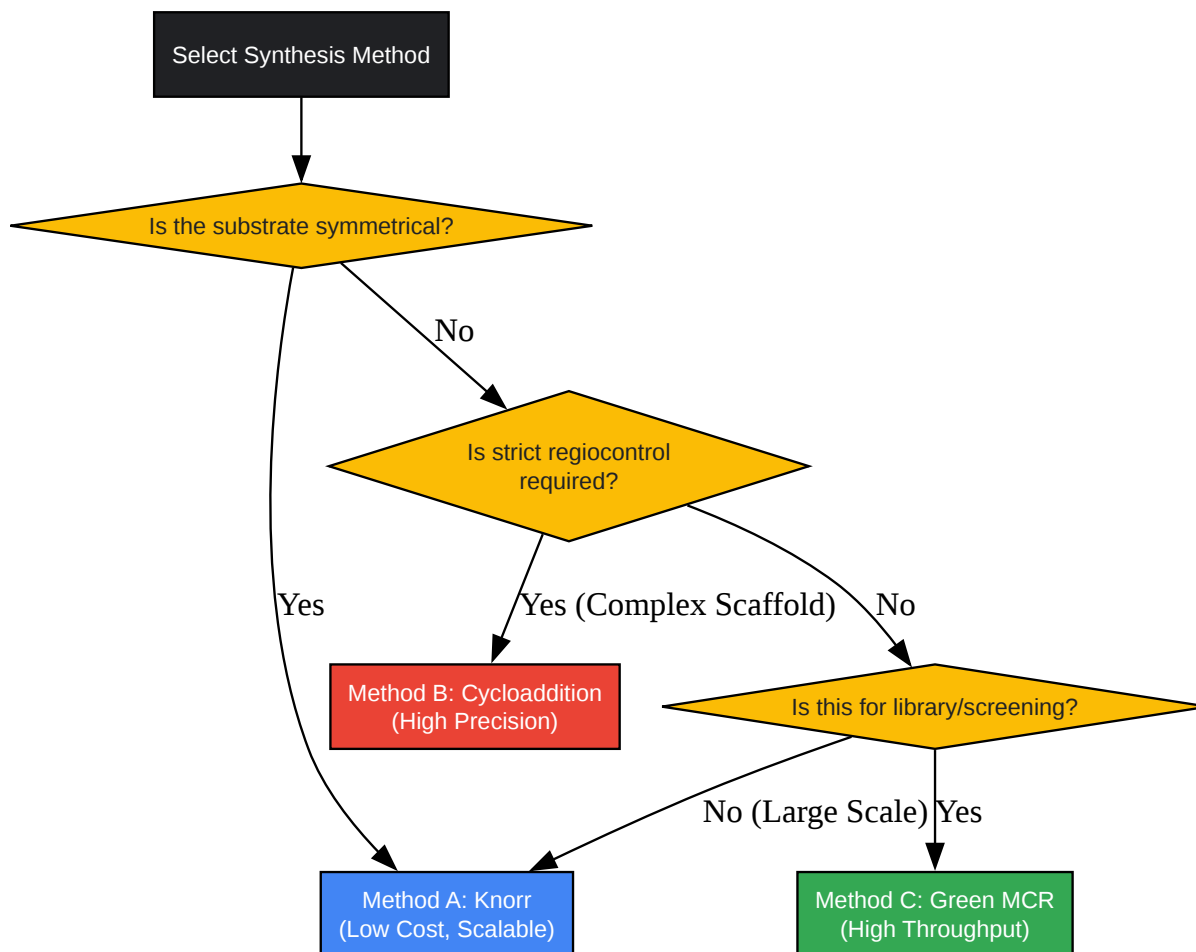 Select Synthesis Method
Is the substrate symmetrical?
No
Is strict regiocontrol
required?
Yes
Yes (Complex Scaffold)
No
Method B: Cycloaddition
(High Precision)
Is this for library/screening?
No (Large Scale)
Yes
Method A: Knorr
(Low Cost, Scalable)
Method C: Green MCR
(High Throughput)